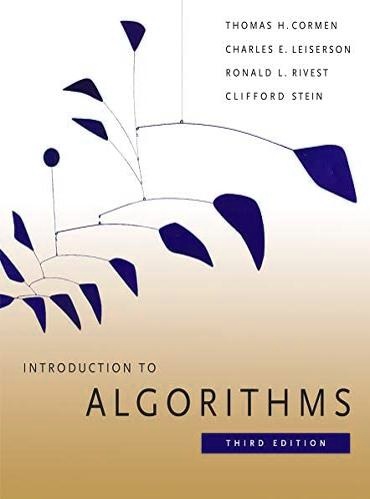 THOMAS H. CORMEN
CHARLES E. LEISERSON
RONALD L. RIVEST
CLIFFORD STEIN
INTRODUCTION TO
ALGORITHMS
THIRD EDITION